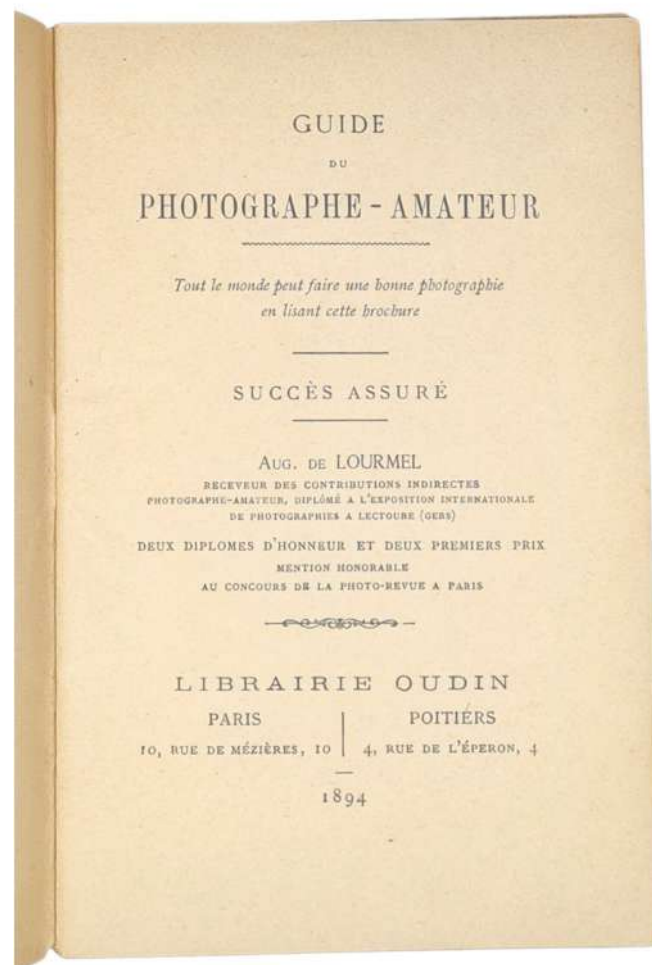 GUIDE
DU
PHOTOGRAPHE - AMATEUR
Tout le monde peut faire une bonne photographie
en lisant cette brochure
SUCCÈS ASSURÉ
AUG. DE LOURMEL
RECEVEUR DES CONTRIBUTIONS INDIRECTES
PHOTOGRAPHE-AMATEUR, DIPLÔMÉ A L'EXPOSITION INTERNATIONALE
DE PHOTOGRAPHIES A LECTOURE (GERS)
DEUX DIPLOMES D'HONNEUR ET DEUX PREMIERS PRIX
MENTION HONORABLE
AU CONCOURS DE LA PHOTO-REVUE A PARIS
LIBRAIRIE OUDIN
PARIS
10, RUE DE MÉZIÈRES, 10
POITIÉRS
4, RUE DE L'ÉPERON, 4
1894